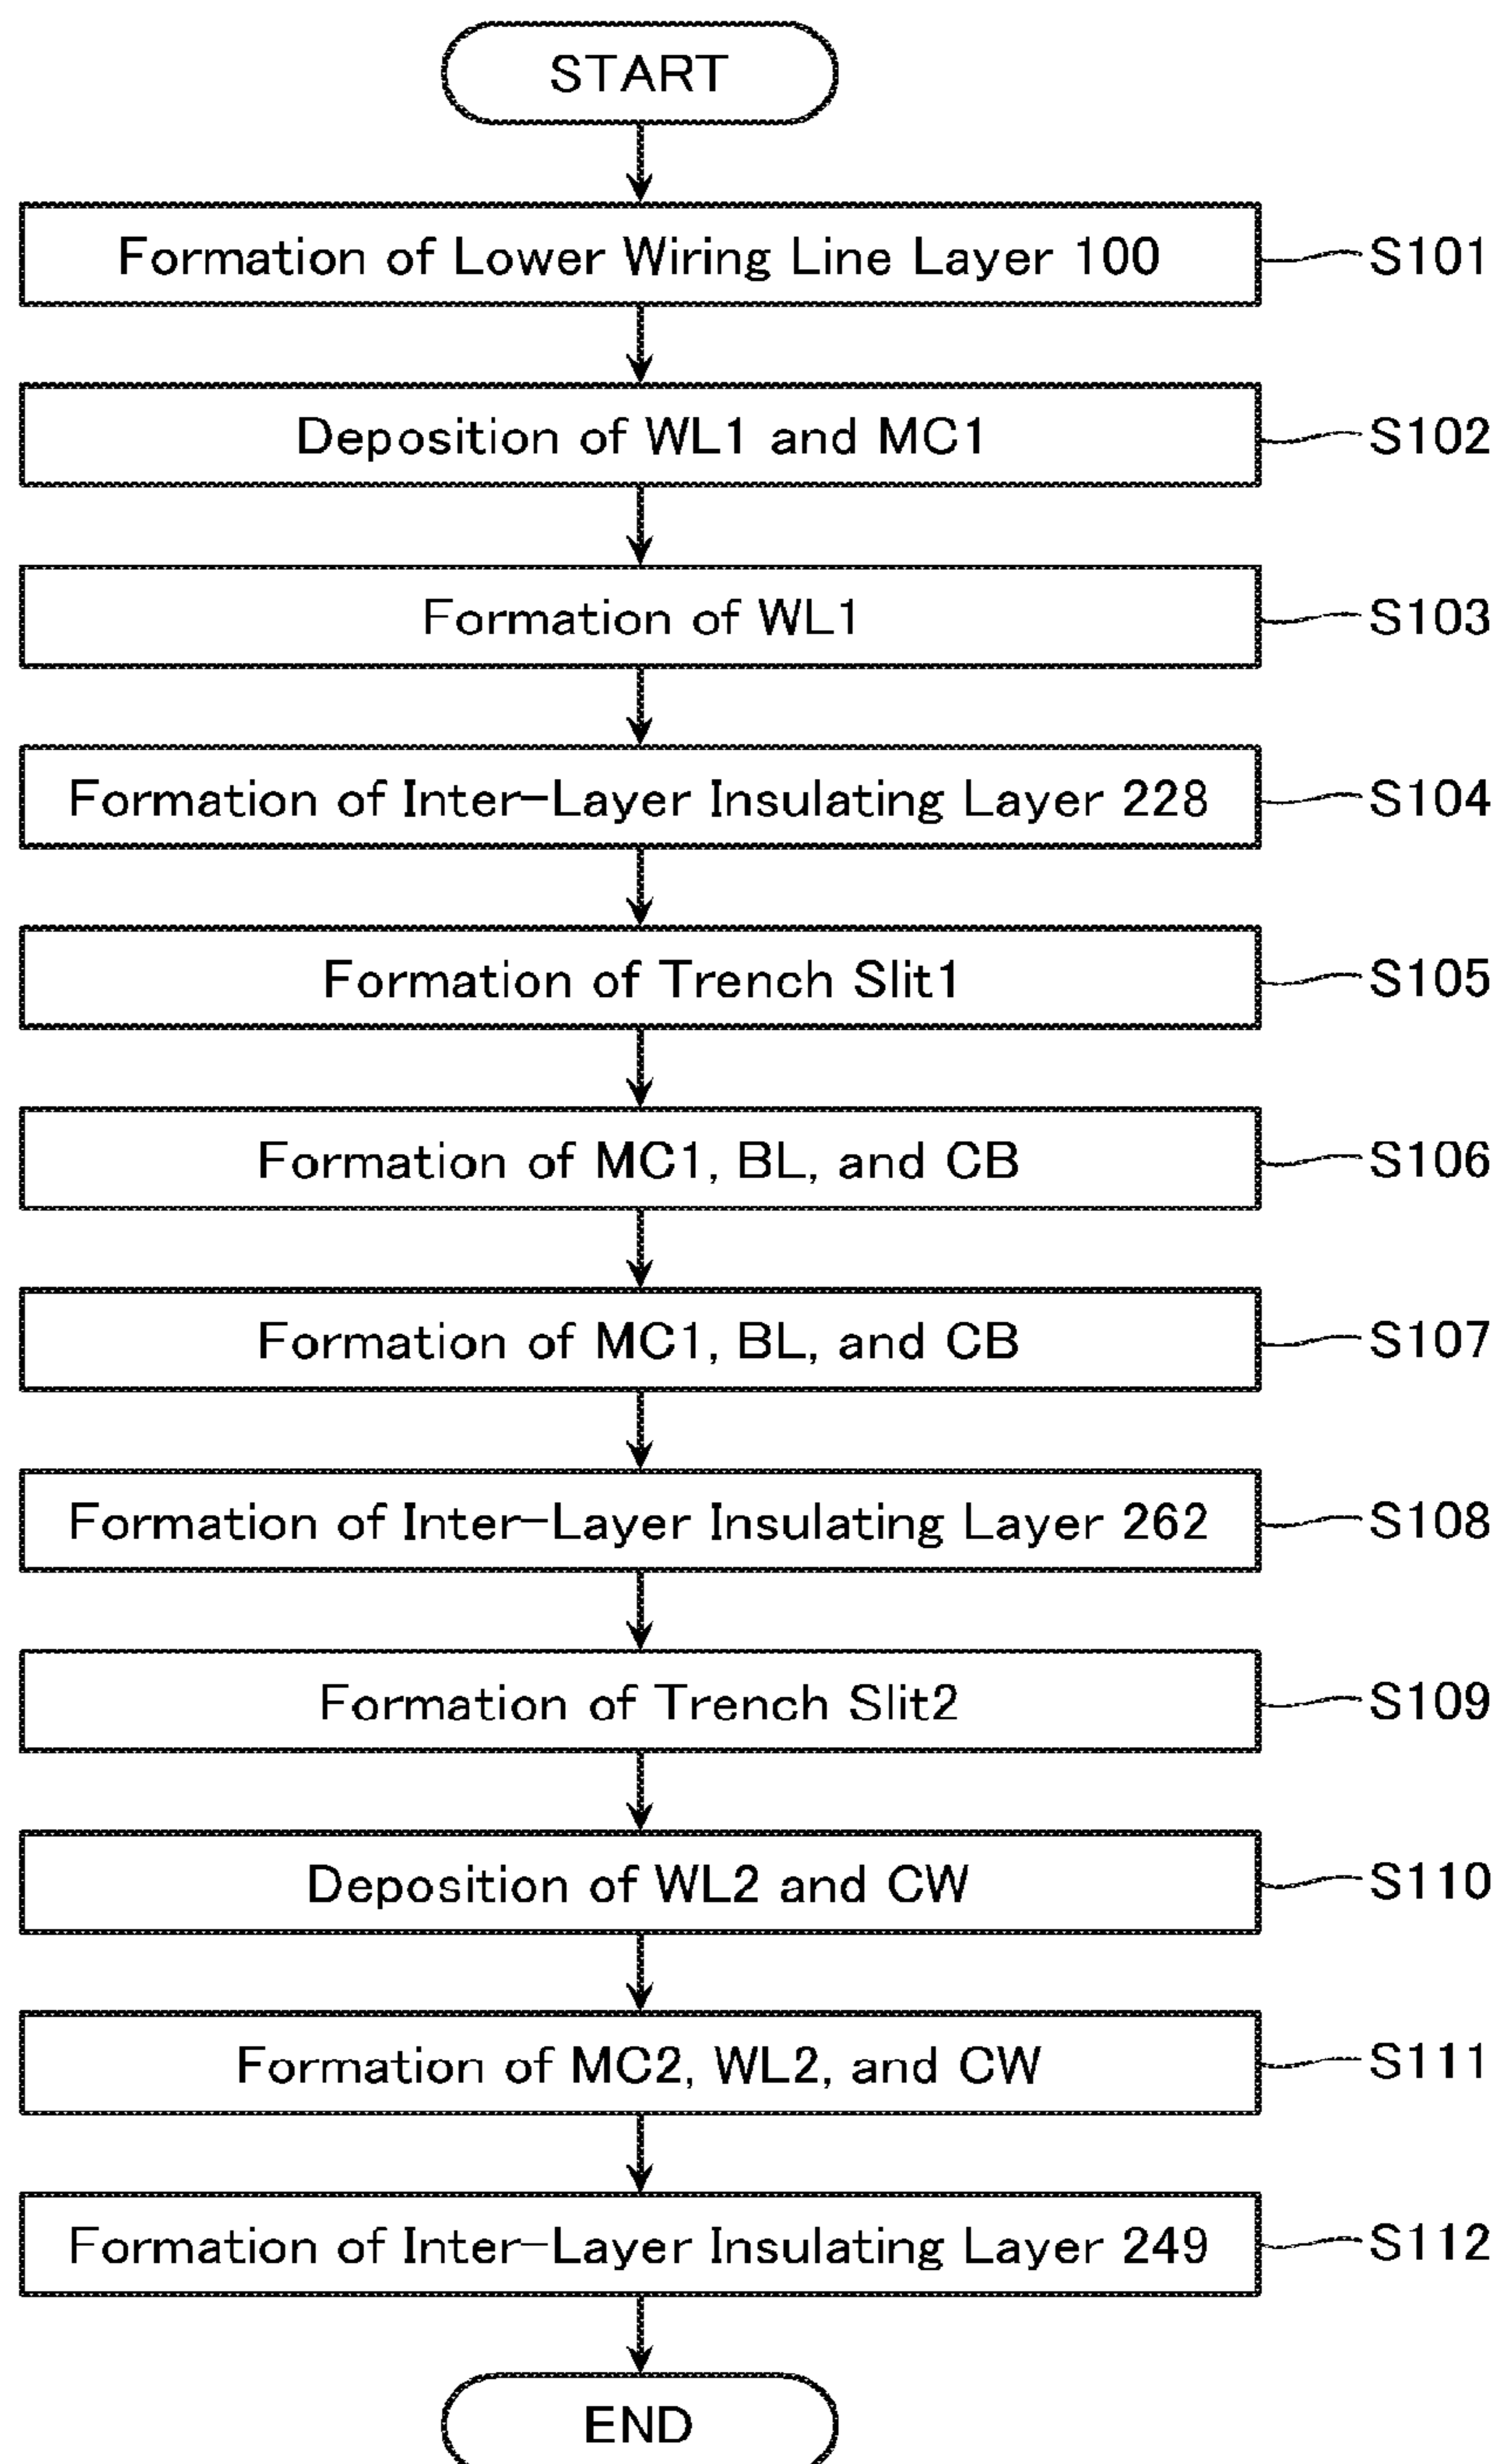 START
Formation of Lower Wiring Line Layer 100 S101
Deposition of WL1 and MC1 S102
Formation of WL1 S103
Formation of Inter-Layer Insulating Layer 228 S104
Formation of Trench Slit1 S105
Formation of MC1, BL, and CB S106
Formation of MC1, BL, and CB S107
Formation of Inter-Layer Insulating Layer 262 S108
Formation of Trench Slit2 S109
Deposition of WL2 and CW S110
Formation of MC2, WL2, and CW S111
Formation of Inter-Layer Insulating Layer 249 S112
END